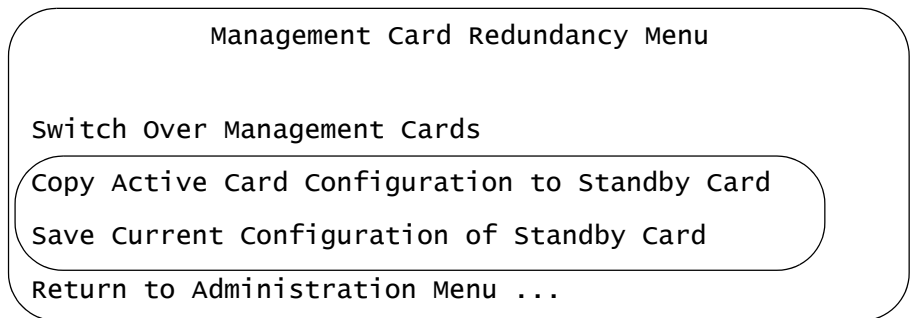 Management Card Redundancy Menu
Switch Over Management Cards
Copy Active Card Configuration to Standby Card
Save Current Configuration of Standby Card
Return to Administration Menu ...